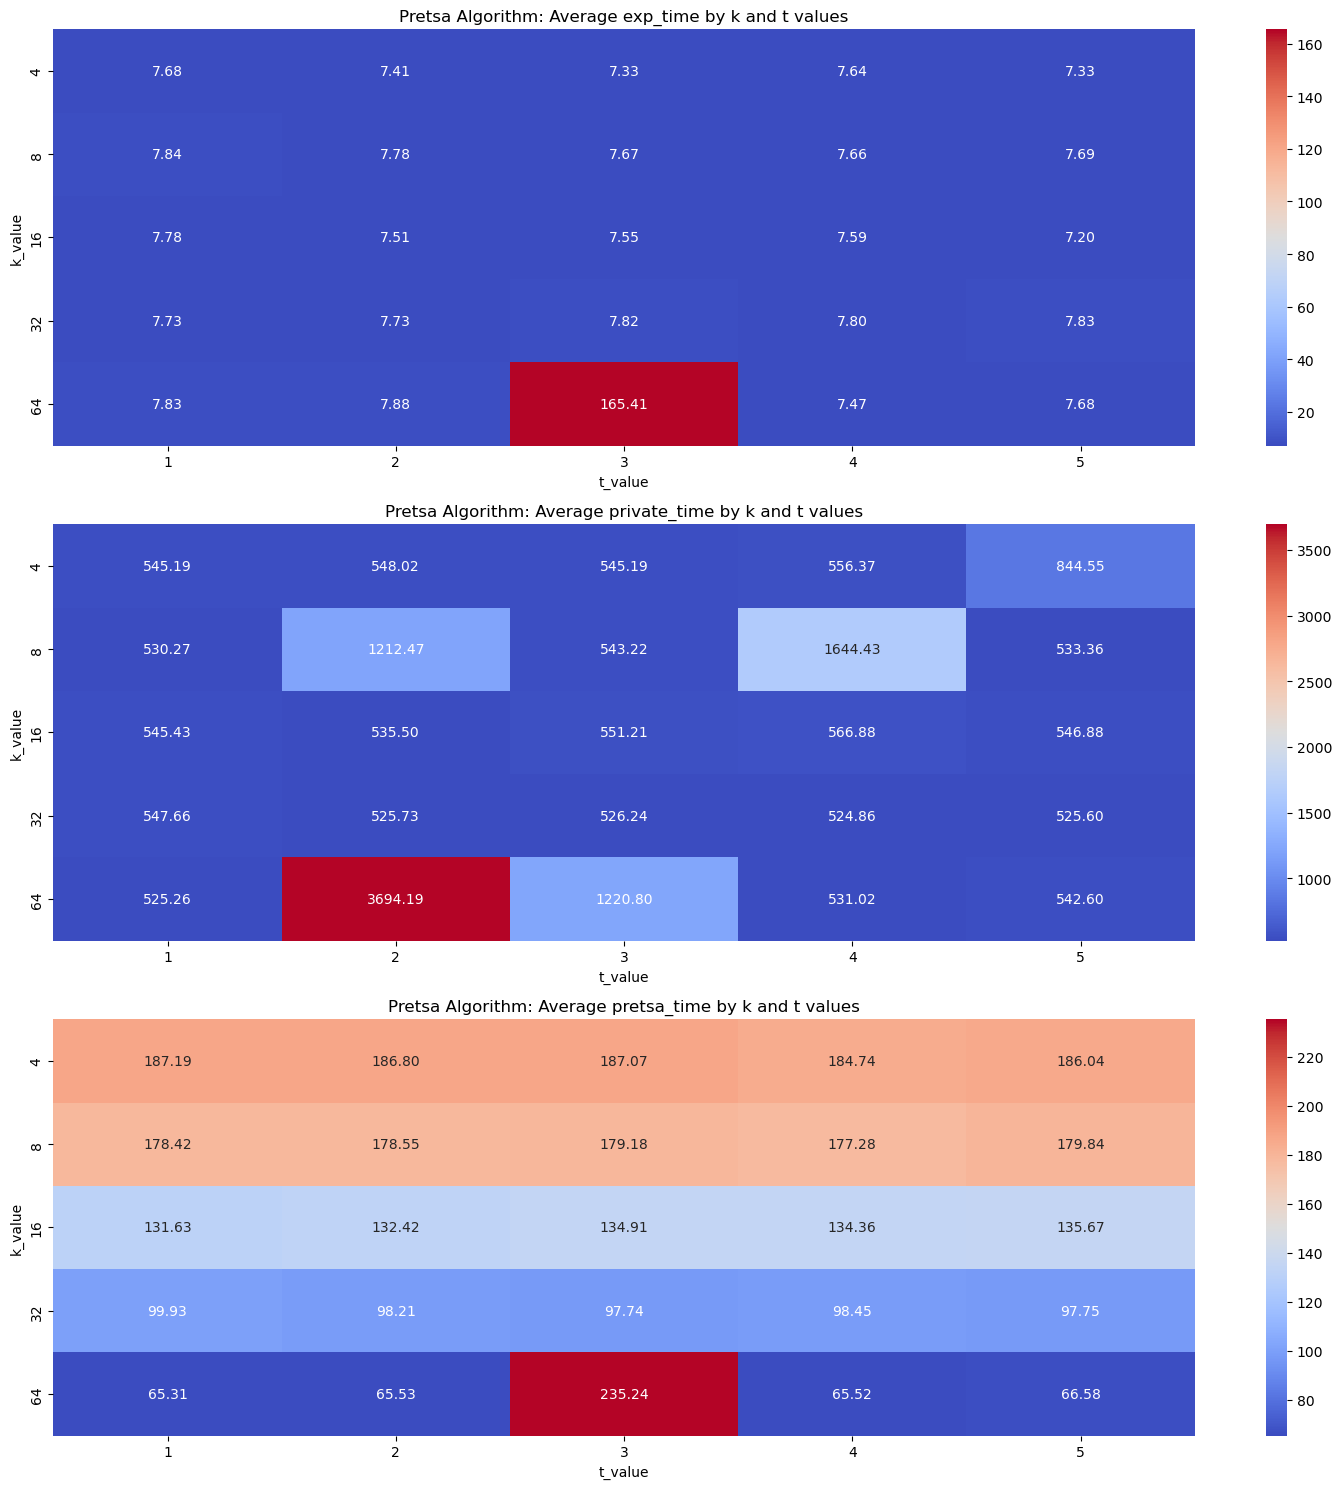 Pretsa Algorithm: Average exp_time by k and t values
7.68 7.41 7.33 7.64 7.33
7.84 7.78 7.67 7.66 7.69
7.78 7.51 7.55 7.59 7.20
7.73 7.73 7.82 7.80 7.83
7.83 7.88 165.41 7.47 7.68
4
8
16
32
64
k_value
1 2 3 4 5
t_value
160
140
120
100
80
60
40
20
Pretsa Algorithm: Average private_time by k and t values
545.19 548.02 545.19 556.37 844.55
530.27 1212.47 543.22 1644.43 533.36
545.43 535.50 551.21 566.88 546.88
547.66 525.73 526.24 524.86 525.60
525.26 3694.19 1220.80 531.02 542.60
4
8
16
32
64
k_value
1 2 3 4 5
t_value
3500
3000
2500
2000
1500
1000
Pretsa Algorithm: Average pretsa_time by k and t values
187.19 186.80 187.07 184.74 186.04
178.42 178.55 179.18 177.28 179.84
131.63 132.42 134.91 134.36 135.67
99.93 98.21 97.74 98.45 97.75
65.31 65.53 235.24 65.52 66.58
4
8
16
32
64
k_value
1 2 3 4 5
t_value
220
200
180
160
140
120
100
80